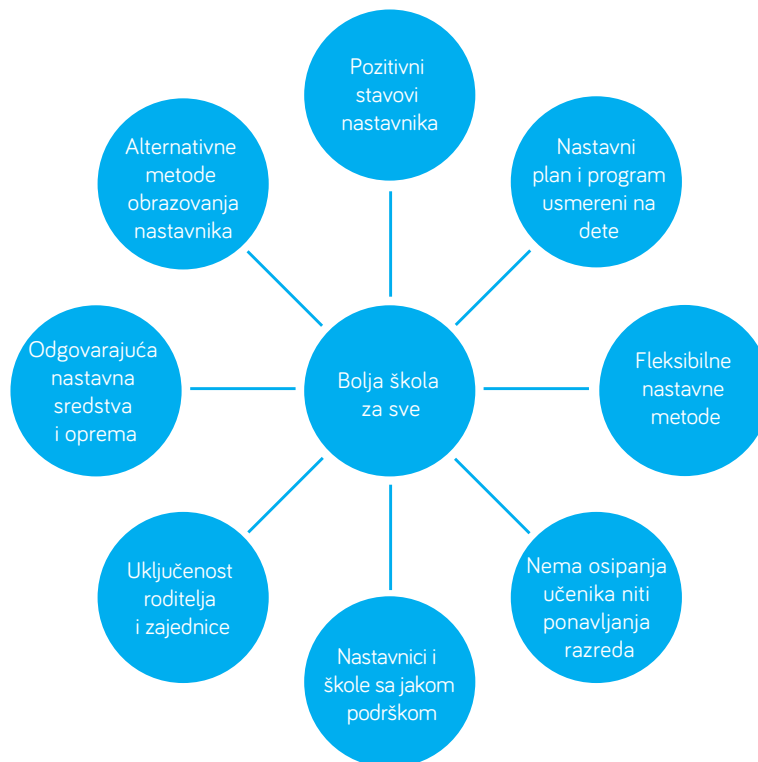 Pozitivni
stavovi
nastavnika
Nastavni
plan i program
usmereni na
dete
Fleksibilne
nastavne
metode
Nema osipanja
učenika niti
ponavljanja
razreda
Nastavnici i
škole sa jakom
podrškom
Uključenost
roditelja
i zajednice
Odgovarajuća
nastavna
sredstva
i oprema
Alternativne
metode
obrazovanja
nastavnika
Bolja škola
za sve